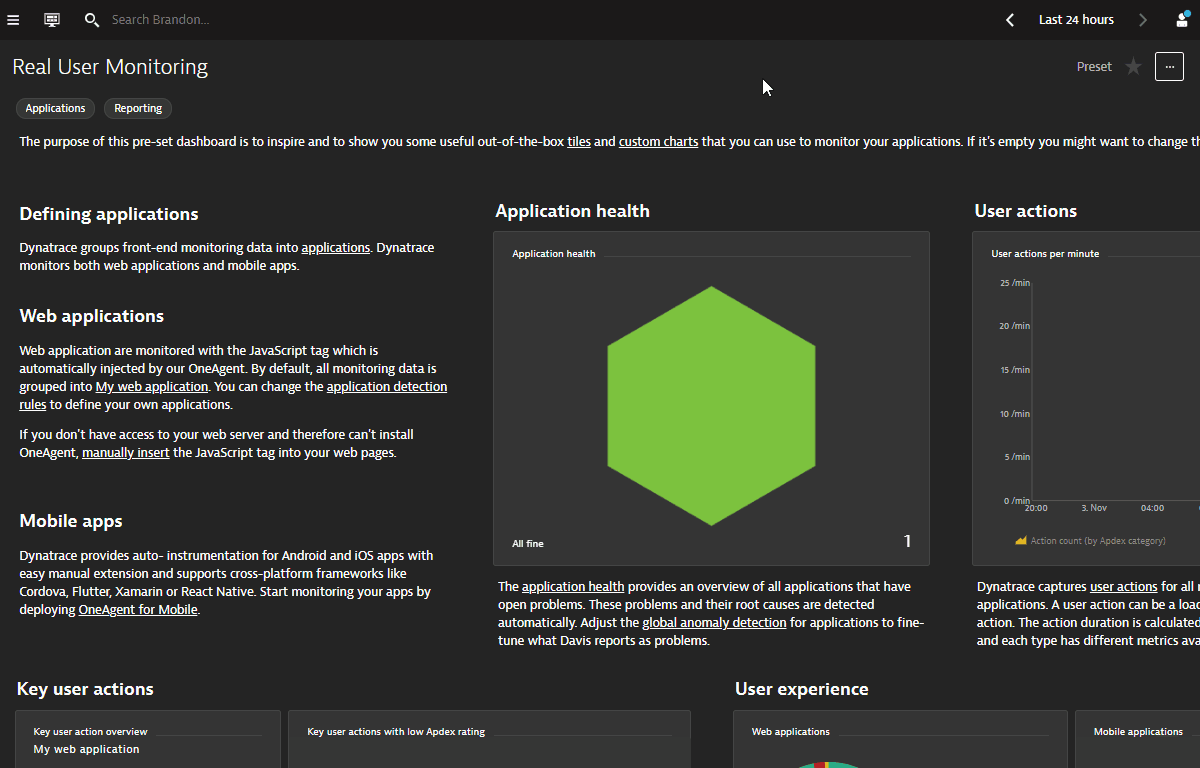 Search Brandon...
Last 24 hours
Real User Monitoring
Preset
Applications
Reporting
The purpose of this pre-set dashboard is to inspire and to show you some useful out-of-the-box tiles and custom charts that you can use to monitor your applications. If it's empty you might want to change th
Defining applications
Dynatrace groups front-end monitoring data into applications. Dynatrace
monitors both web applications and mobile apps.
Web applications
Web application are monitored with the JavaScript tag which is
automatically injected by our OneAgent. By default, all monitoring data is
grouped into My web application. You can change the application detection
rules to define your own applications.
If you don't have access to your web server and therefore can't install
OneAgent, manually insert the JavaScript tag into your web pages.
Mobile apps
Dynatrace provides auto- instrumentation for Android and iOS apps with
easy manual extension and supports cross-platform frameworks like
Cordova, Flutter, Xamarin or React Native. Start monitoring your apps by
deploying OneAgent for Mobile.
Application health
Application health
All fine
1
The application health provides an overview of all applications that have
open problems. These problems and their root causes are detected
automatically. Adjust the global anomaly detection for applications to fine-
tune what Davis reports as problems.
User actions
User actions per minute
25 /min
20 /min
15 /min
10 /min
5 /min
0 /min
20:00
3. Nov
04:00
Action count (by Apdex category)
Dynatrace captures user actions for all
applications. A user action can be a load
action. The action duration is calculated
and each type has different metrics ava
Key user actions
Key user action overview
My web application
Key user actions with low Apdex rating
User experience
Web applications
Mobile applications